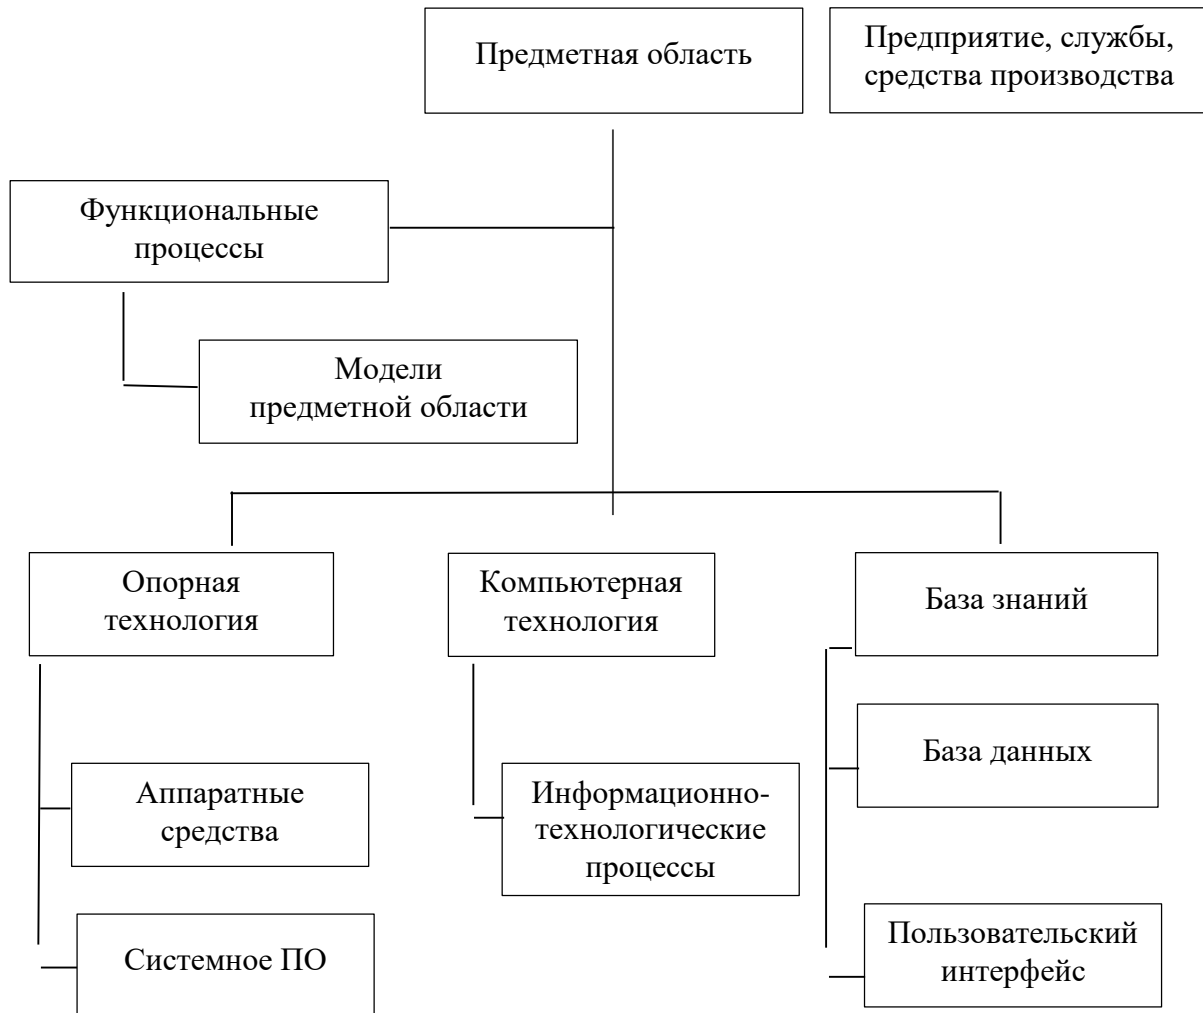 Предметная область
Предприятие, службы,
средства производства
Функциональные
процессы
Модели
предметной области
Опорная
технология
Компьютерная
технология
База знаний
База данных
Аппаратные
средства
Информационно-
технологические
процессы
Системное ПО
Пользовательский
интерфейс